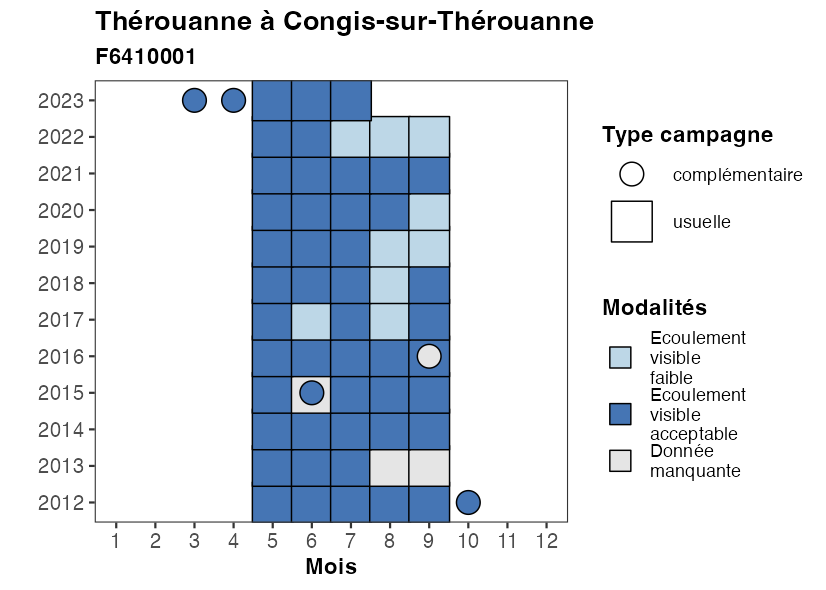 Thérouanne à Congis-sur-Thérouanne
F6410001
2023
2022
2021
2020
2019
2018
2017
2016
2015
2014
2013
2012
1 2 3 4 5 6 7 8 9 10 11 12
Mois
Type campagne
complémentaire
usuelle
Modalités
Ecoulement
visible
faible
Ecoulement
visible
acceptable
Donnée
manquante